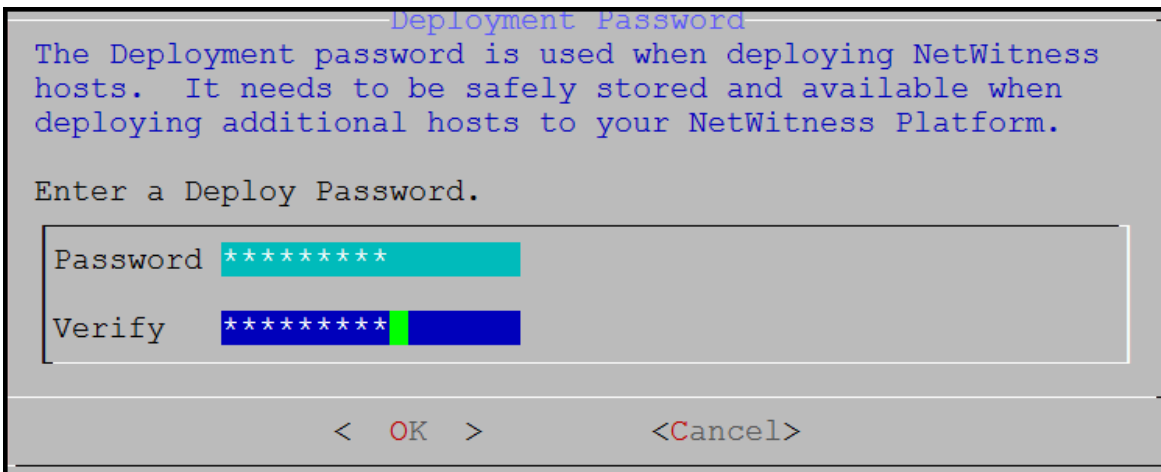 Deployment Password
The Deployment password is used when deploying NetWitness
hosts.  It needs to be safely stored and available when
deploying additional hosts to your NetWitness Platform.
Enter a Deploy Password.
Password *********
Verify *********
< OK > <Cancel>